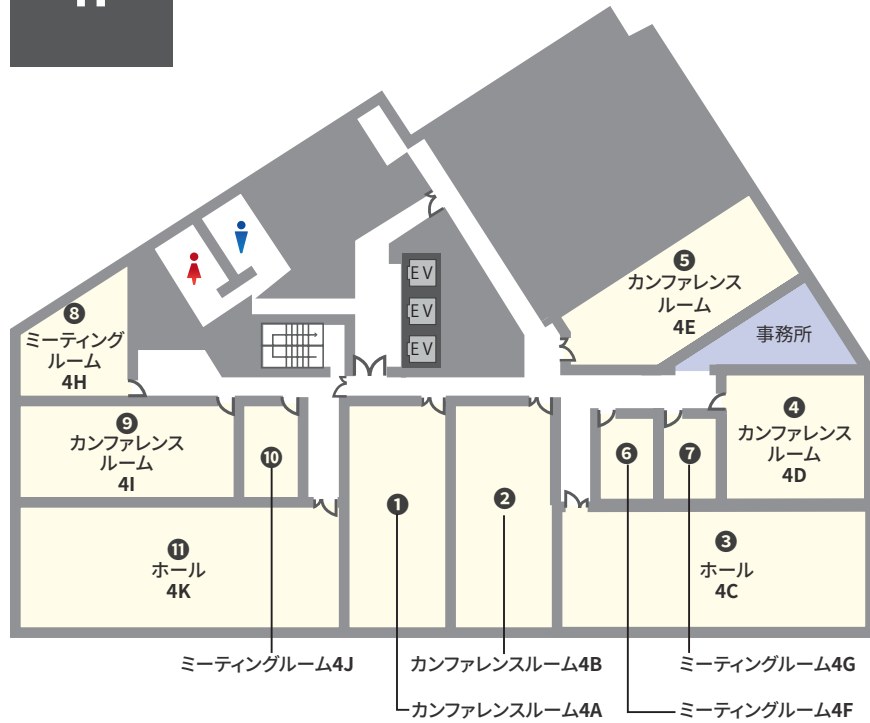 ❺
カンファレンス
ルーム
4E
事務所
EV
EV
EV
❽
ミーティング
ルーム
4H
❾
カンファレンス
ルーム
4I
❿
❶
❷
❻
❼
❹
カンファレンス
ルーム
4D
⓫
ホール
4K
❸
ホール
4C
ミーティングルーム4J
カンファレンスルーム4B
ミーティングルーム4G
カンファレンスルーム4A
ミーティングルーム4F